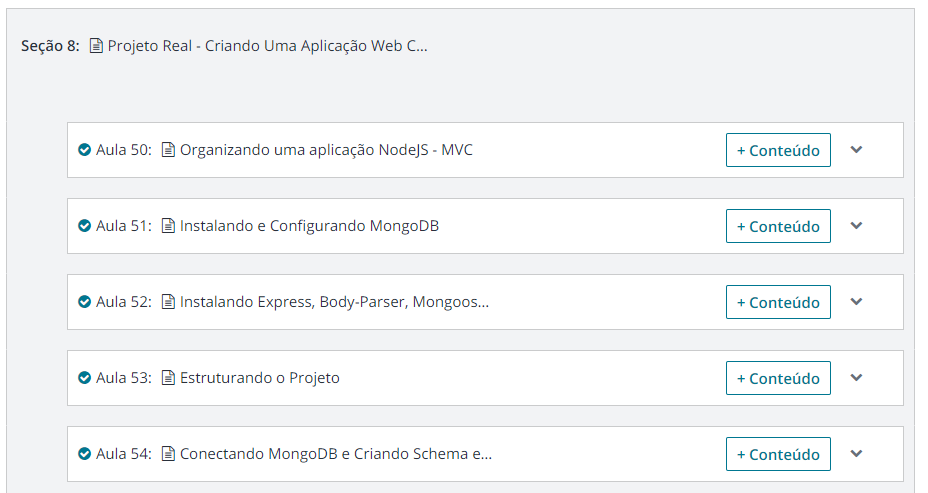 Seção 8: Projeto Real - Criando Uma Aplicação Web C...
Aula 50: Organizando uma aplicação NodeJS - MVC + Conteúdo
Aula 51: Instalando e Configurando MongoDB + Conteúdo
Aula 52: Instalando Express, Body-Parser, Mongoos... + Conteúdo
Aula 53: Estruturando o Projeto + Conteúdo
Aula 54: Conectando MongoDB e Criando Schema e... + Conteúdo